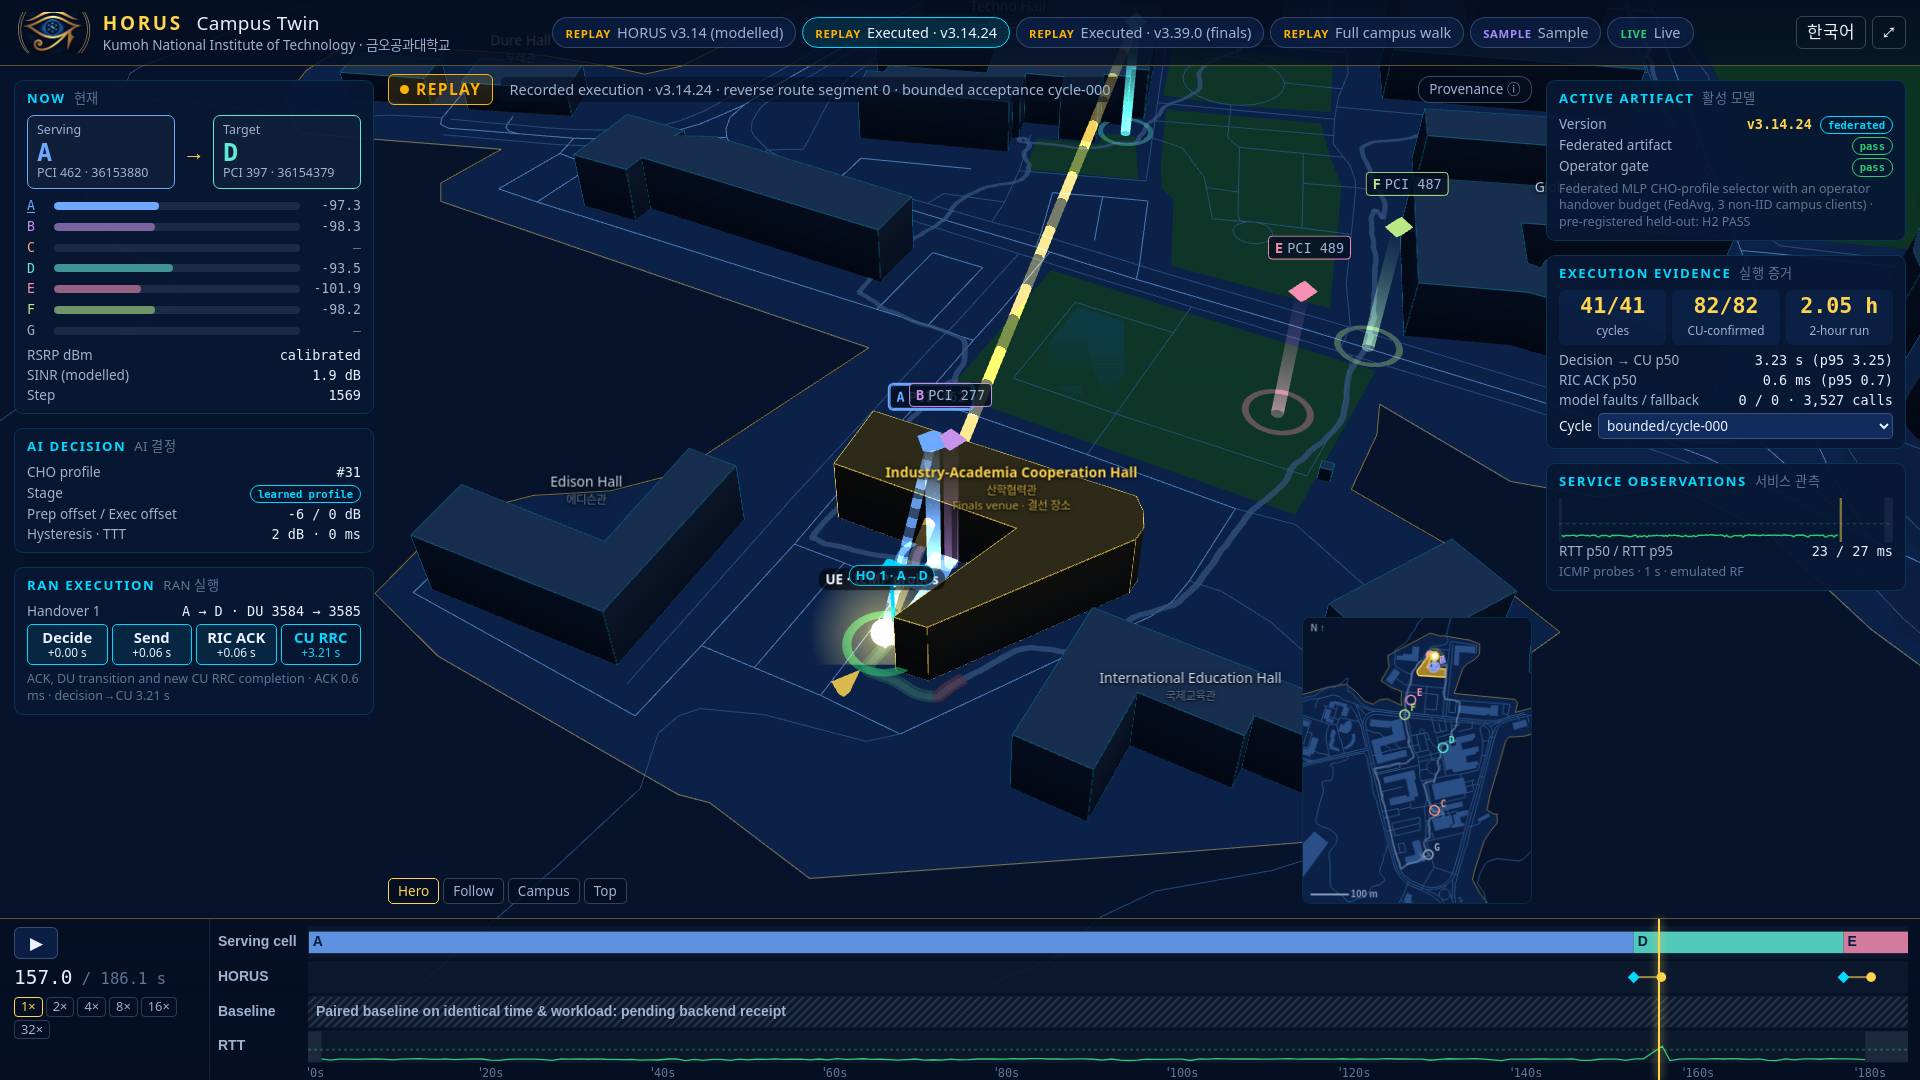 HORUS Campus Twin
Kumoh National Institute of Technology · 금오공과대학교
REPLAY HORUS v3.14 (modelled)
REPLAY Executed · v3.14.24
REPLAY Executed · v3.39.0 (finals)
REPLAY Full campus walk
SAMPLE Sample
LIVE Live
한국어
Techno Hall
Dure Hall
NOW 현재
Serving
A
PCI 462 · 36153880
→
Target
D
PCI 397 · 36154379
A -97.3
B -98.3
C –
D -93.5
E -101.9
F -98.2
G –
RSRP dBm calibrated
SINR (modelled) 1.9 dB
Step 1569
AI DECISION AI 결정
CHO profile #31
Stage learned profile
Prep offset / Exec offset -6 / 0 dB
Hysteresis · TTT 2 dB · 0 ms
RAN EXECUTION RAN 실행
Handover 1 A → D · DU 3584 → 3585
Decide +0.00 s
Send +0.06 s
RIC ACK +0.06 s
CU RRC +3.21 s
ACK, DU transition and new CU RRC completion · ACK 0.6
ms · decision→CU 3.21 s
REPLAY
Recorded execution · v3.14.24 · reverse route segment 0 · bounded acceptance cycle-000
Provenance ⓘ
F PCI 487
E PCI 489
A
B PCI 277
Industry-Academia Cooperation Hall
산학협력관
Finals venue · 결선 장소
Edison Hall
에디슨관
UE
HO 1 · A→D
International Education Hall
국제교육관
Hero
Follow
Campus
Top
N ↑
E
F
D
C
G
100 m
ACTIVE ARTIFACT 활성 모델
Version v3.14.24 federated
Federated artifact pass
Operator gate pass
Federated MLP CHO-profile selector with an operator
handover budget (FedAvg, 3 non-IID campus clients) ·
pre-registered held-out: H2 PASS
EXECUTION EVIDENCE 실행 증거
41/41 cycles
82/82 CU-confirmed
2.05 h 2-hour run
Decision → CU p50 3.23 s (p95 3.25)
RIC ACK p50 0.6 ms (p95 0.7)
model faults / fallback 0 / 0 · 3,527 calls
Cycle bounded/cycle-000
SERVICE OBSERVATIONS 서비스 관측
RTT p50 / RTT p95 23 / 27 ms
ICMP probes · 1 s · emulated RF
▶
157.0 / 186.1 s
1× 2× 4× 8× 16×
32×
Serving cell A D E
HORUS
Baseline Paired baseline on identical time & workload: pending backend receipt
RTT
0s 20s 40s 60s 80s 100s 120s 140s 160s 180s